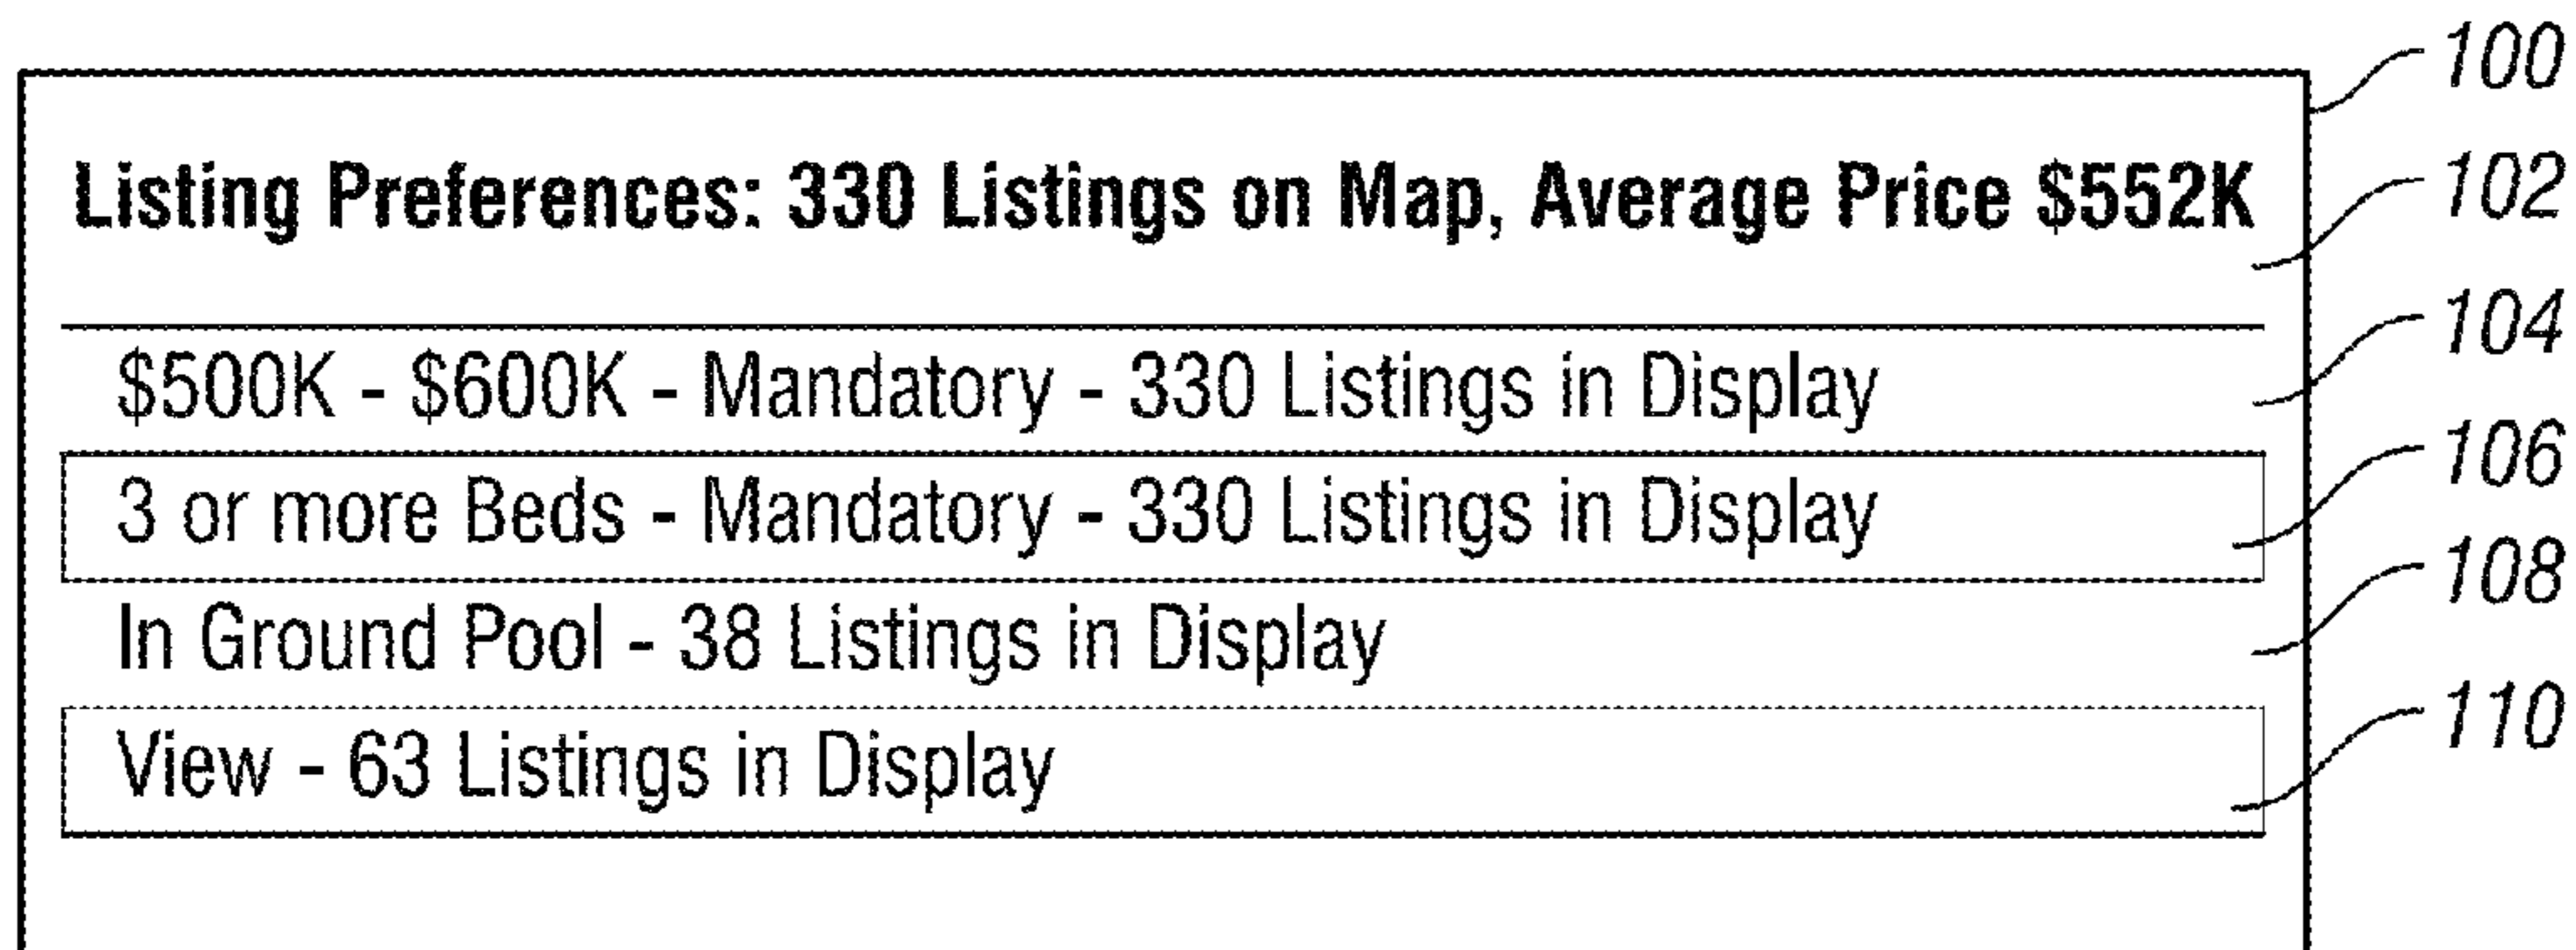 100
Listing Preferences: 330 Listings on Map, Average Price $552K
102
$500K - $600K - Mandatory - 330 Listings in Display
104
3 or more Beds - Mandatory - 330 Listings in Display
106
In Ground Pool - 38 Listings in Display
108
View - 63 Listings in Display
110